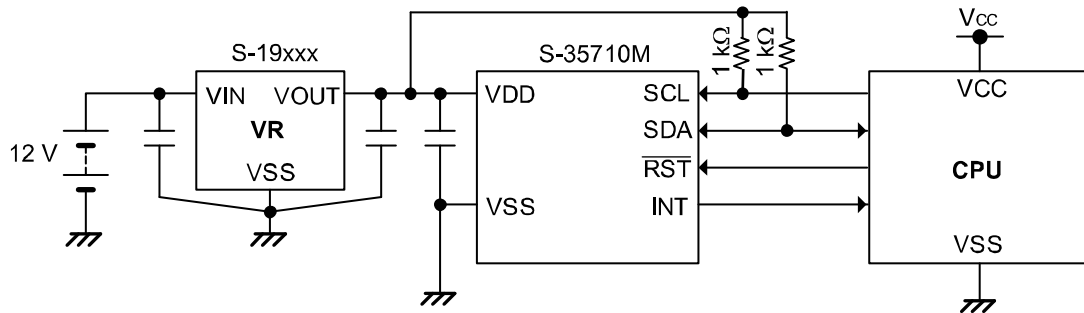 S-19xxx
VIN
VOUT
VR
VSS
12 V
S-35710M
VDD
VSS
SCL
SDA
RST
INT
1 kΩ
1 kΩ
VCC
VCC
CPU
VSS